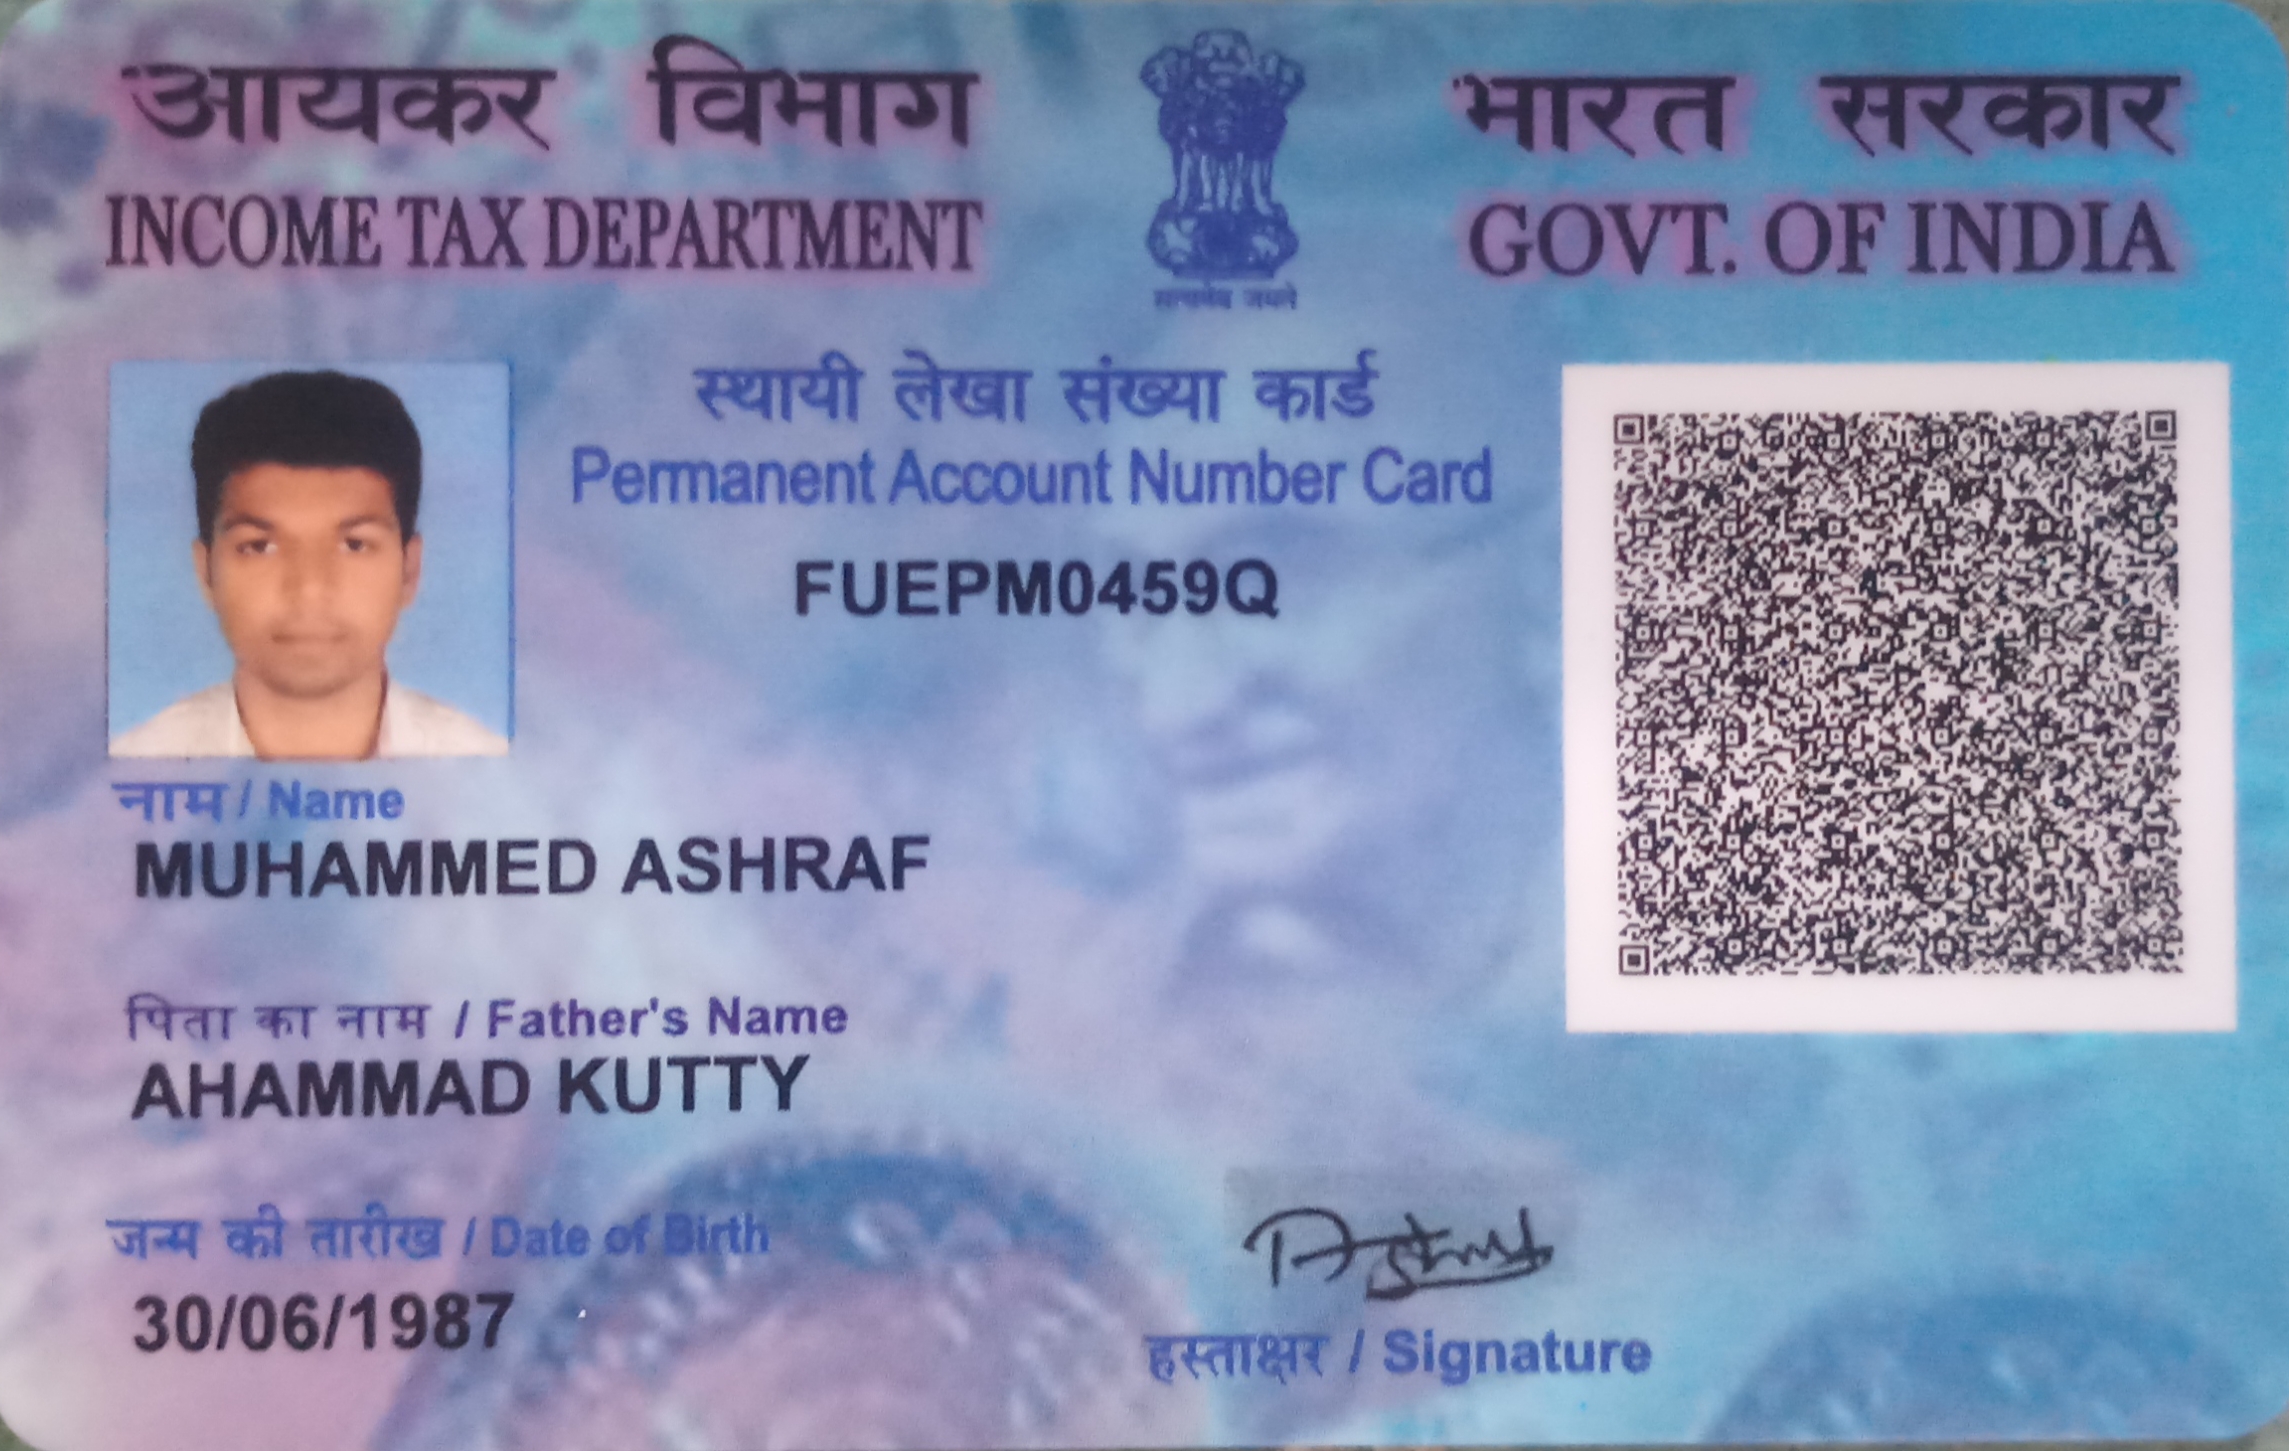 आयकर विभाग
INCOME TAX DEPARTMENT
भारत सरकार
GOVT. OF INDIA
सत्यमेव जयते
स्थायी लेखा संख्या कार्ड
Permanent Account Number Card
FUEPM0459Q
नाम / Name
MUHAMMED ASHRAF
पिता का नाम / Father's Name
AHAMMAD KUTTY
जन्म की तारीख / Date of Birth
30/06/1987
हस्ताक्षर / Signature